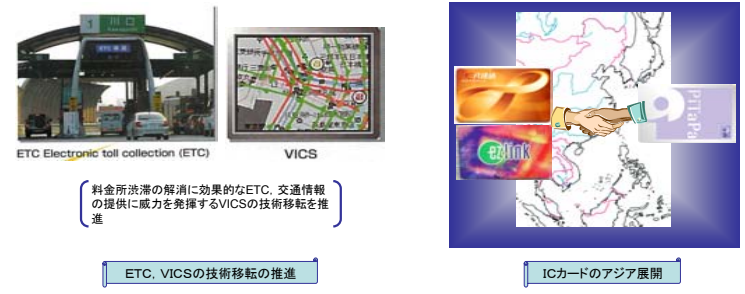 1 川口
Kawaguchi
ETC 専用
ETC Electronic toll collection (ETC)
VICS
料金所渋滞の解消に効果的なETC，交通情報
の提供に威力を発揮するVICSの技術移転を推
進
ETC，VICSの技術移転の推進
ez link
PiTaPa
ICカードのアジア展開